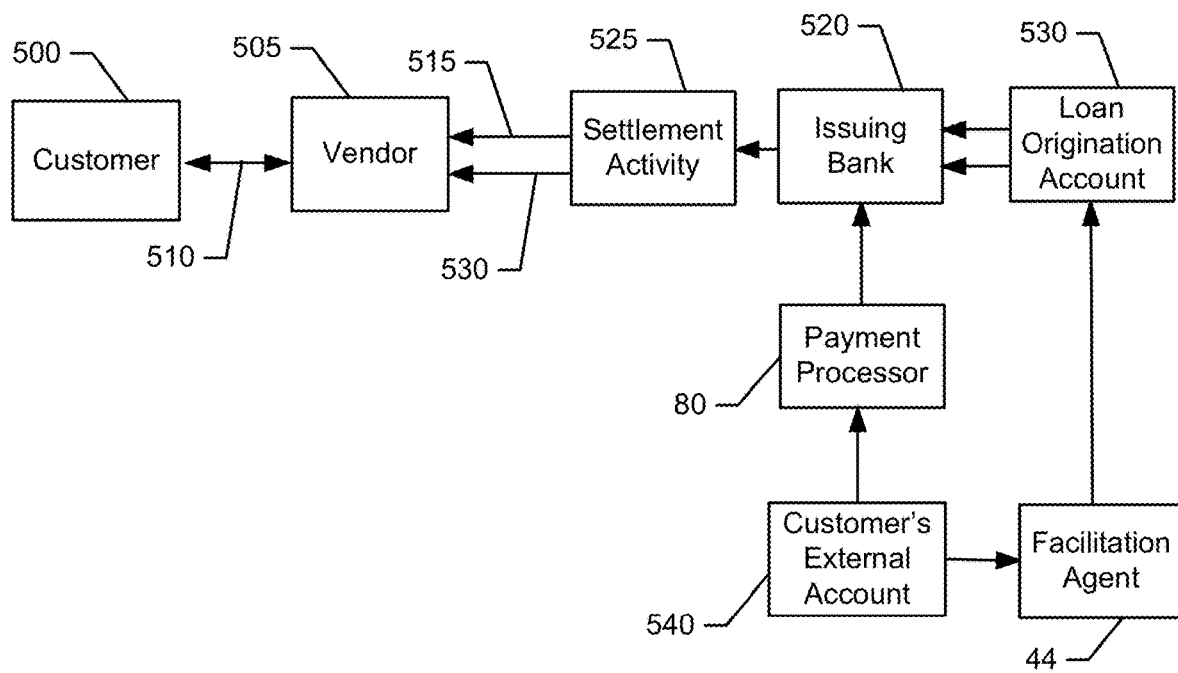 500
505
515
525
520
530
Customer
Vendor
Settlement
Activity
Issuing
Bank
Loan
Origination
Account
510
530
Payment
Processor
80
Customer's
External
Account
Facilitation
Agent
540
44